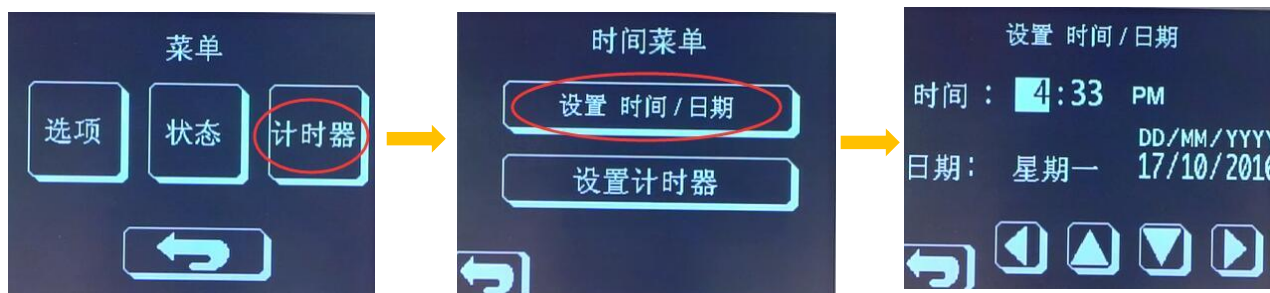 菜单
选项
状态
计时器
时间菜单
设置 时间/日期
设置计时器
设置 时间/日期
时间： 4:33 PM
DD/MM/YYYY
日期： 星期一 17/10/2016